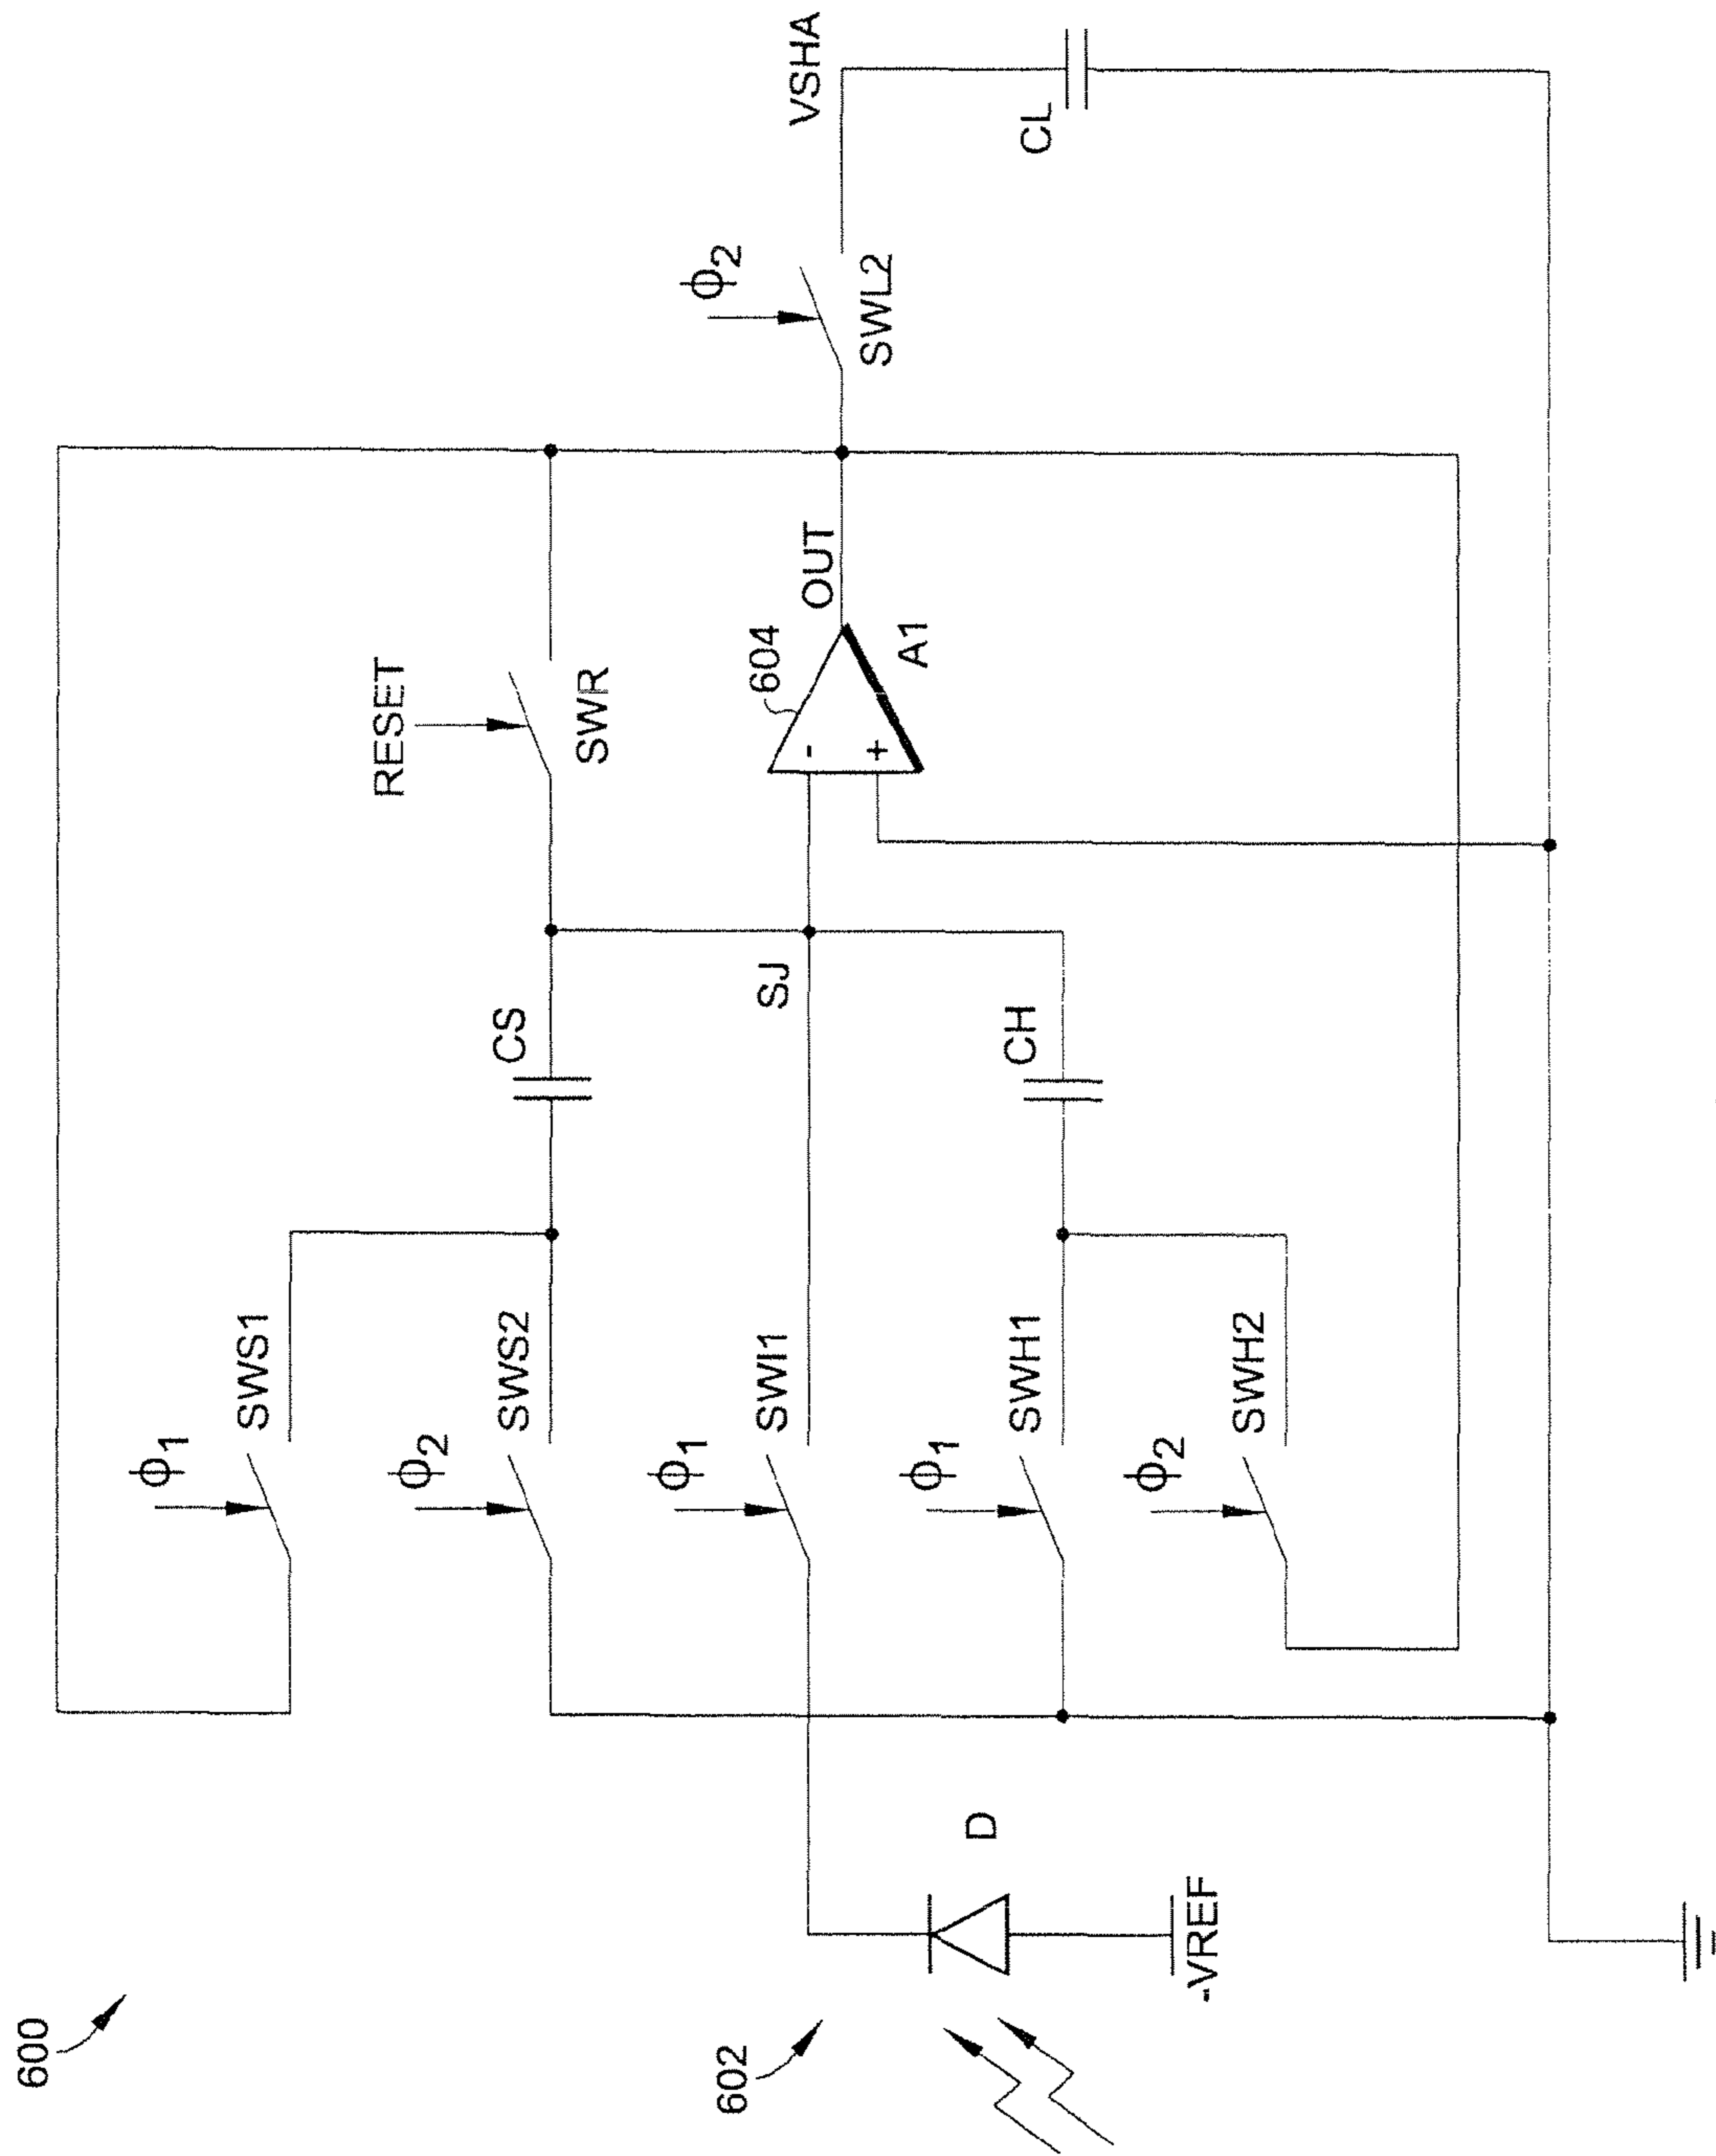 600
ϕ1
SWS1
ϕ2
SWS2
CS
RESET
SWR
ϕ2
SWL2
VSHA
602
D
-VREF
ϕ1
SWI1
SJ
604
-
+
A1
OUT
CL
ϕ1
SWH1
CH
ϕ2
SWH2